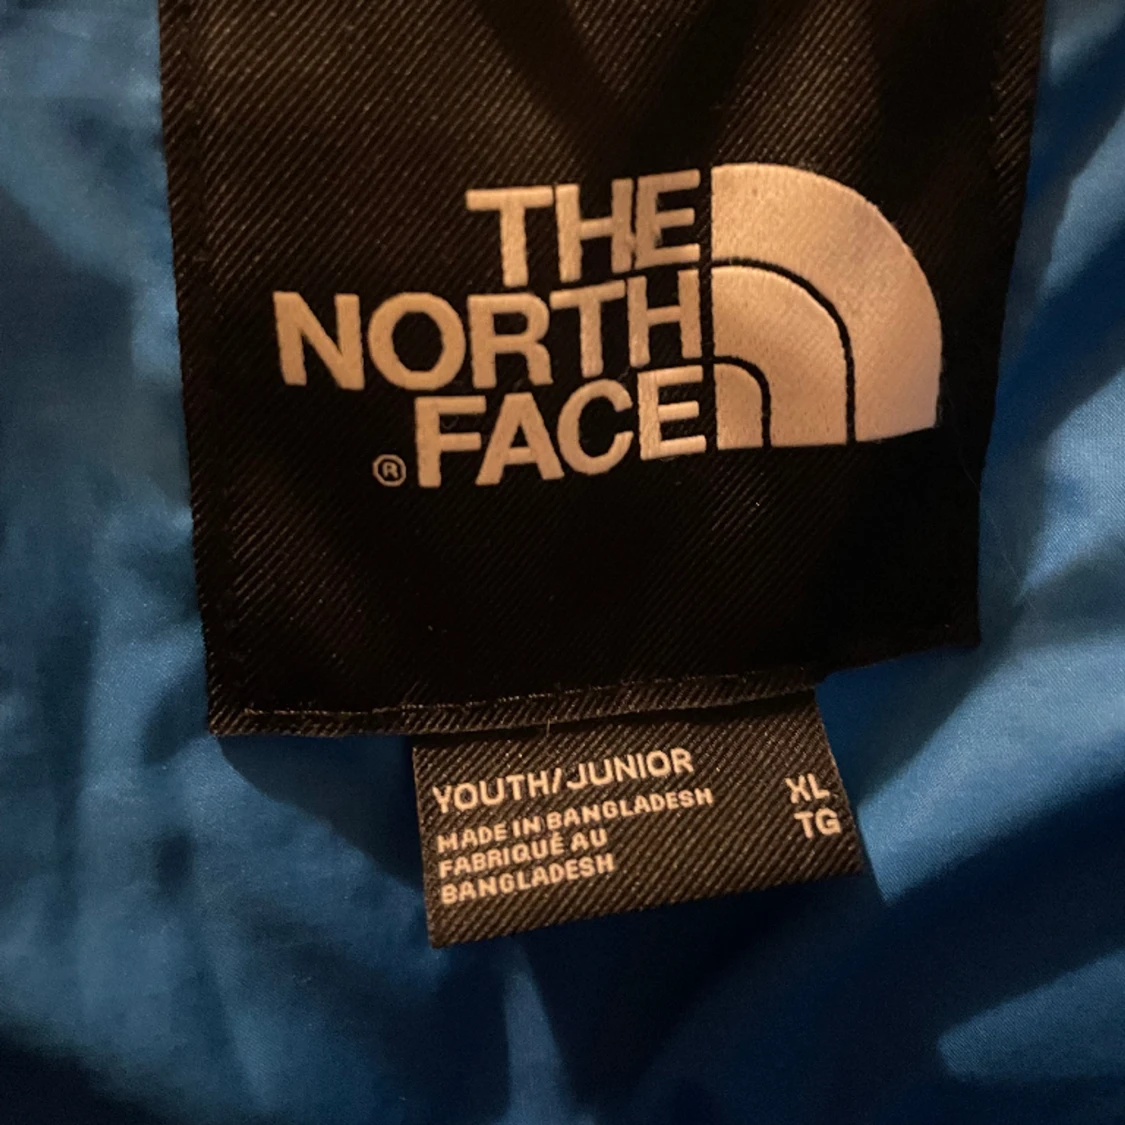 THE
NORTH
® FACE
YOUTH/JUNIOR
MADE IN BANGLADESH
FABRIQUÉ AU
BANGLADESH
XL
TG